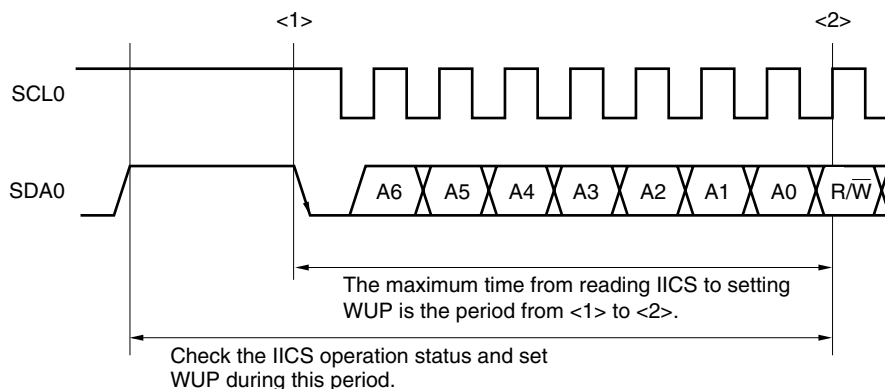 <1> <2>
SCL0
SDA0 A6 A5 A4 A3 A2 A1 A0 R/W̅
The maximum time from reading IICS to setting
WUP is the period from <1> to <2>.
Check the IICS operation status and set
WUP during this period.